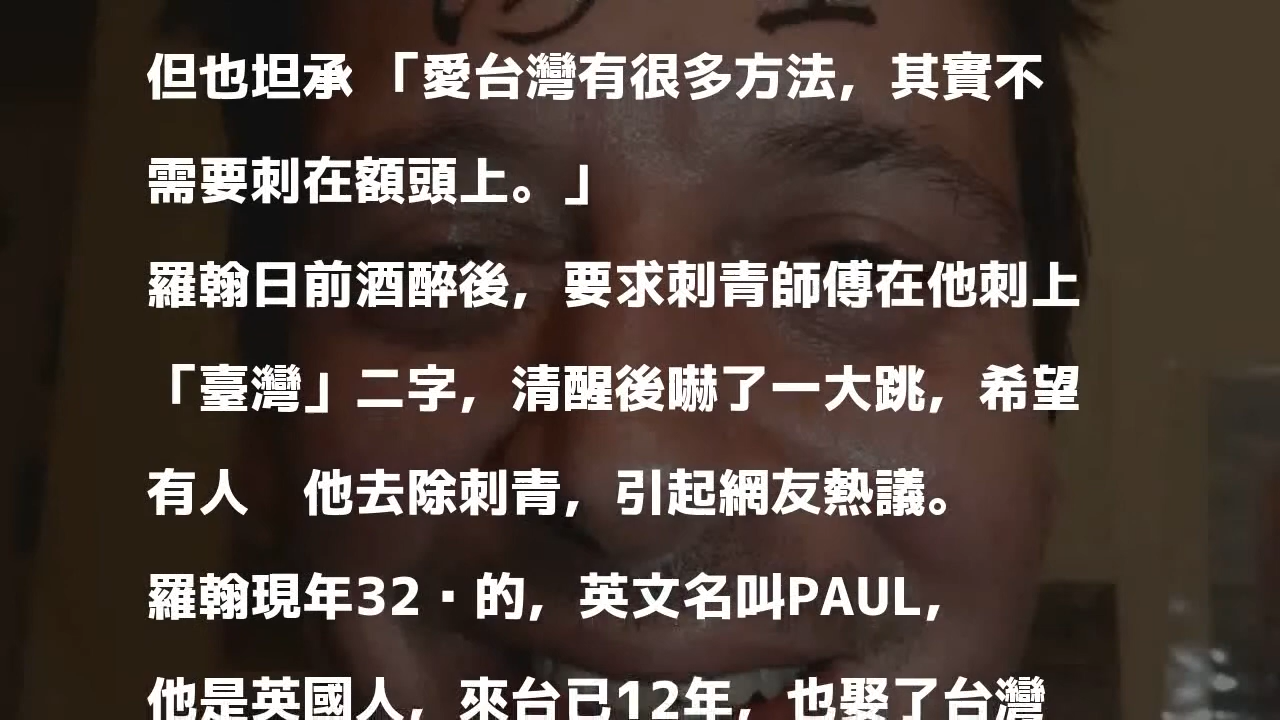 但也坦承「愛台灣有很多方法，其實不
需要刺在額頭上。」
羅翰日前酒醉後，要求刺青師傅在他刺上
「臺灣」二字，清醒後嚇了一大跳，希望
有人　他去除刺青，引起網友熱議。
羅翰現年32·的，英文名叫PAUL，
他是英國人，來台已12年，也娶了台灣